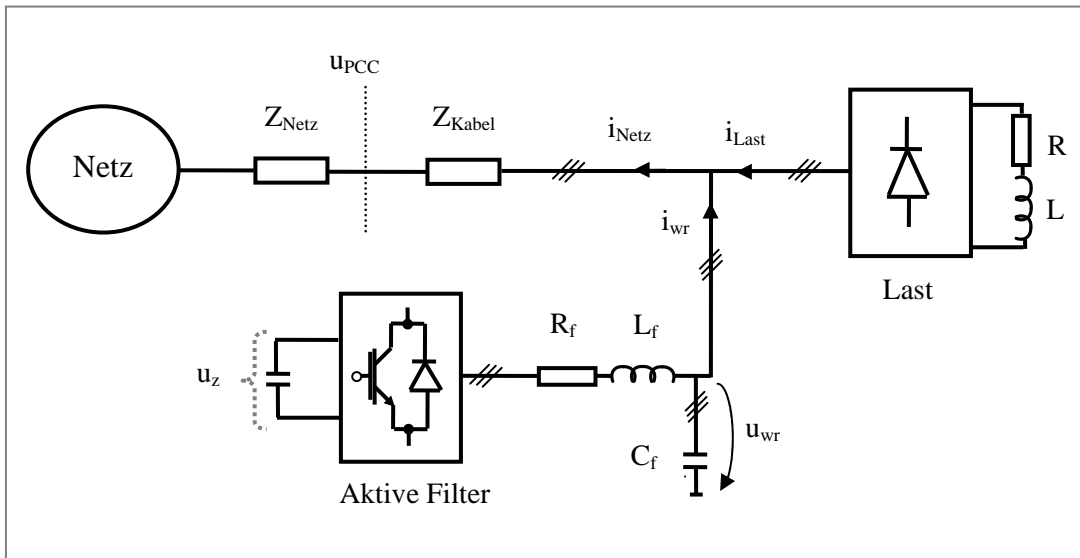 u_PCC
Z_Netz
Z_Kabel
i_Netz
i_Last
Netz
R
L
i_wr
Last
R_f
L_f
u_z
u_wr
C_f
Aktive Filter